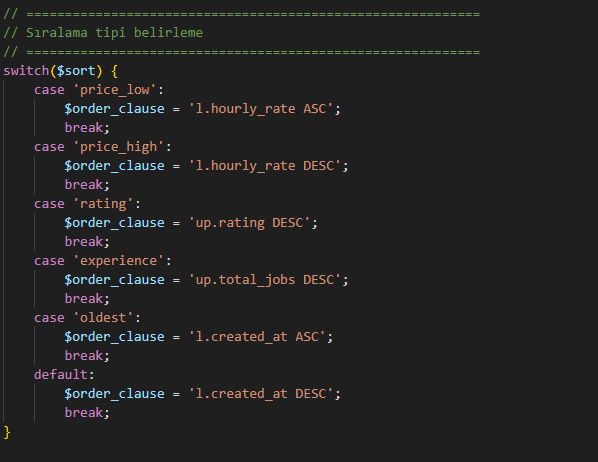 // ===========================================================
// Sıralama tipi belirleme
// ===========================================================
switch($sort) {
    case 'price_low':
        $order_clause = 'l.hourly_rate ASC';
        break;
    case 'price_high':
        $order_clause = 'l.hourly_rate DESC';
        break;
    case 'rating':
        $order_clause = 'up.rating DESC';
        break;
    case 'experience':
        $order_clause = 'up.total_jobs DESC';
        break;
    case 'oldest':
        $order_clause = 'l.created_at ASC';
        break;
    default:
        $order_clause = 'l.created_at DESC';
        break;
}